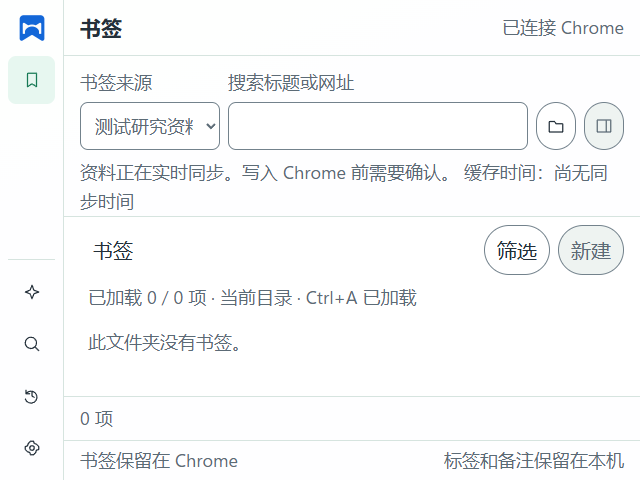 书签
已连接 Chrome
书签来源
搜索标题或网址
测试研究资料
资料正在实时同步。写入 Chrome 前需要确认。 缓存时间：尚无同
步时间
书签
筛选
新建
已加载 0 / 0 项 · 当前目录 · Ctrl+A 已加载
此文件夹没有书签。
0 项
书签保留在 Chrome
标签和备注保留在本机